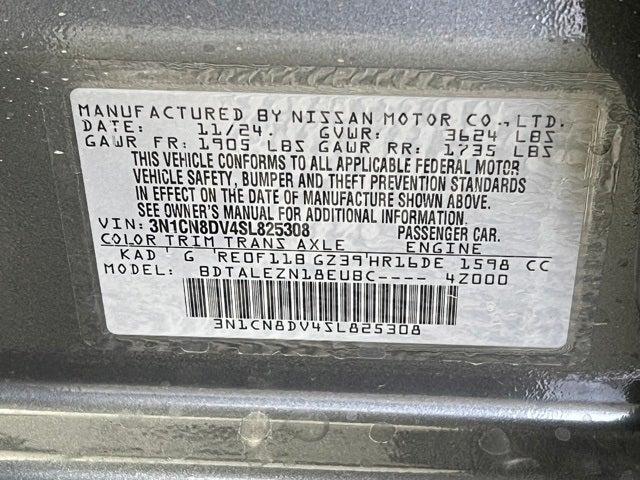 MANUFACTURED BY NISSAN MOTOR CO.,LTD.
DATE: 11/24. GVWR: 3624 LBS
GAWR FR: 1905 LBS GAWR RR: 1735 LBS
THIS VEHICLE CONFORMS TO ALL APPLICABLE FEDERAL MOTOR
VEHICLE SAFETY, BUMPER AND THEFT PREVENTION STANDARDS
IN EFFECT ON THE DATE OF MANUFACTURE SHOWN ABOVE.
SEE OWNER'S MANUAL FOR ADDITIONAL INFORMATION.
VIN: 3N1CN8DV4SL825308 PASSENGER CAR.
COLOR TRIM TRANS AXLE ENGINE
KAD G RE0F11B GZ39 HR16DE 1598 CC
BDTALEZN18EUBC---- 4Z000
3N1CN8DV4SL825308